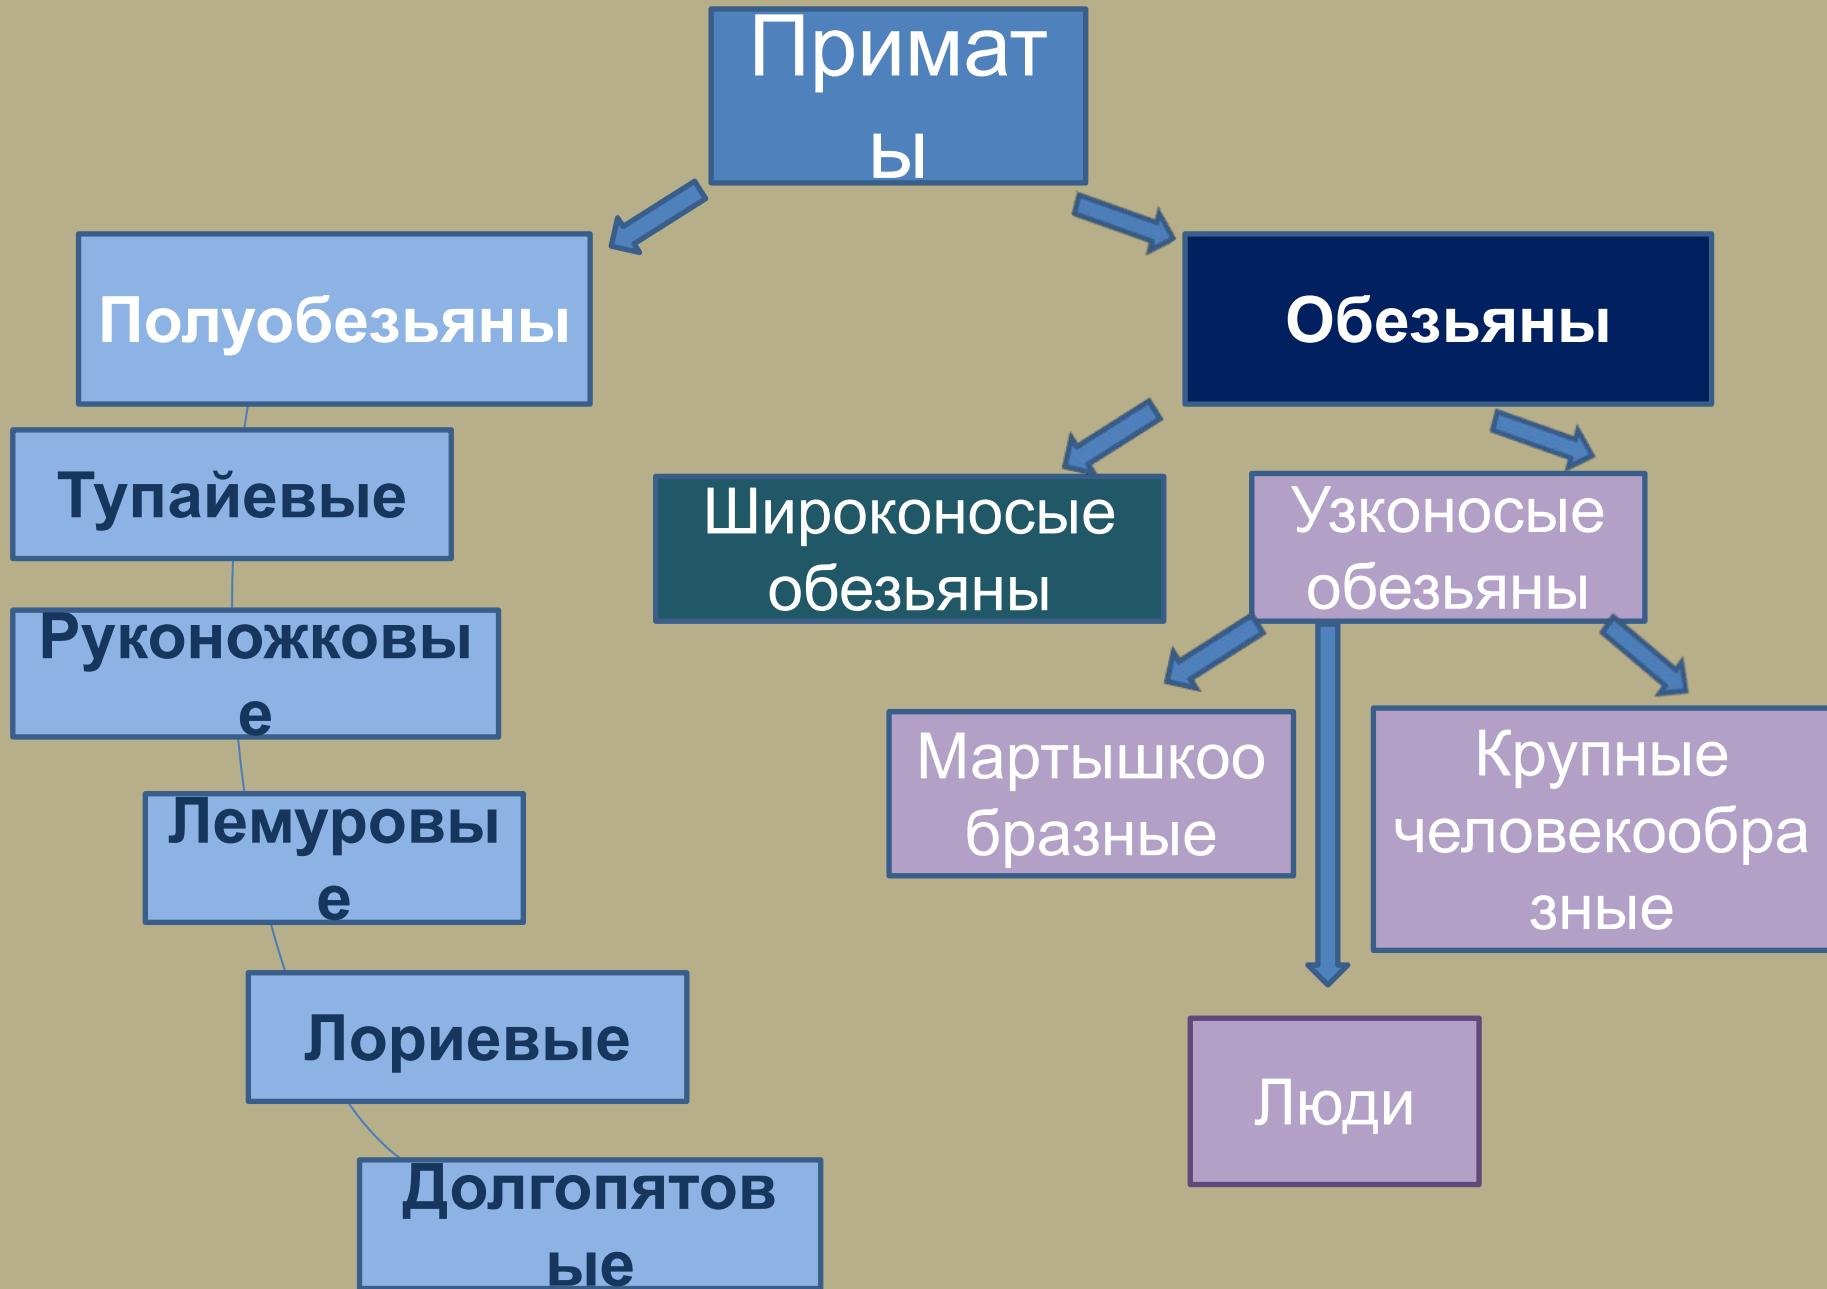 Примат
ы
Полуобезьяны
Обезьяны
Тупайевые
Руконожковы
е
Лемуровы
е
Лориевые
Долгопятов
ые
Широконосые
обезьяны
Узконосые
обезьяны
Мартышкоо
бразные
Крупные
человекообра
зные
Люди